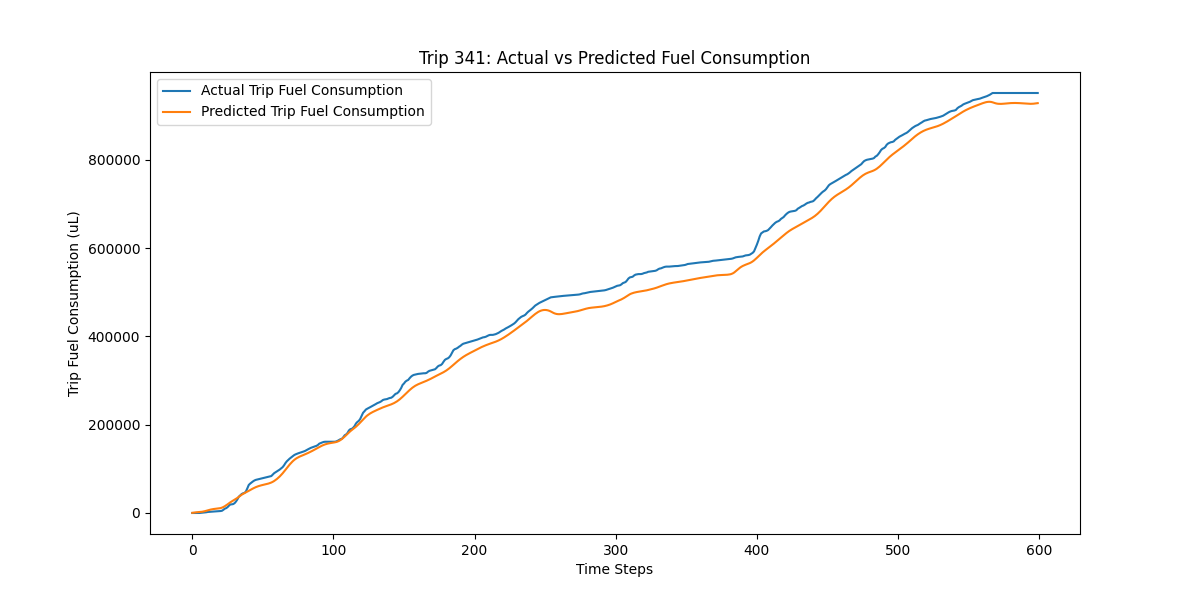 Trip 341: Actual vs Predicted Fuel Consumption
Actual Trip Fuel Consumption
Predicted Trip Fuel Consumption
Trip Fuel Consumption (uL)
800000
600000
400000
200000
0
0 100 200 300 400 500 600
Time Steps